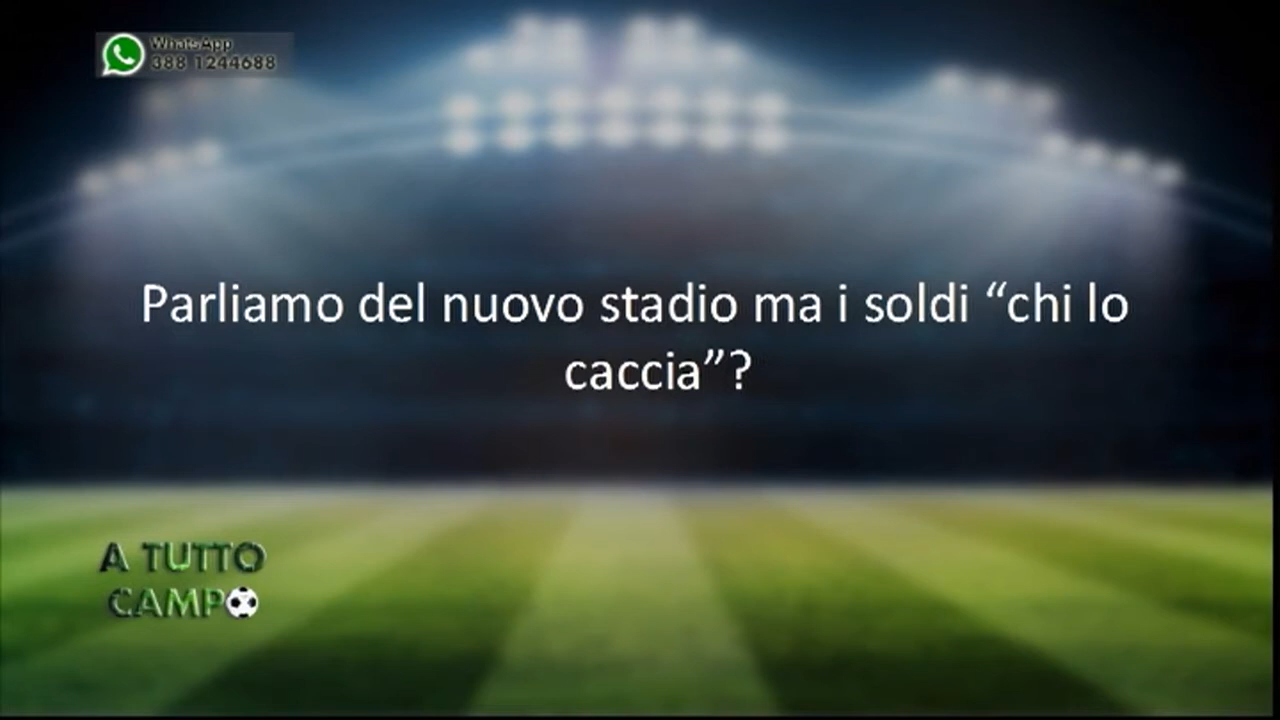 WhatsApp
388 1244688
Parliamo del nuovo stadio ma i soldi “chi lo
caccia”?
A TUTTO
CAMPO